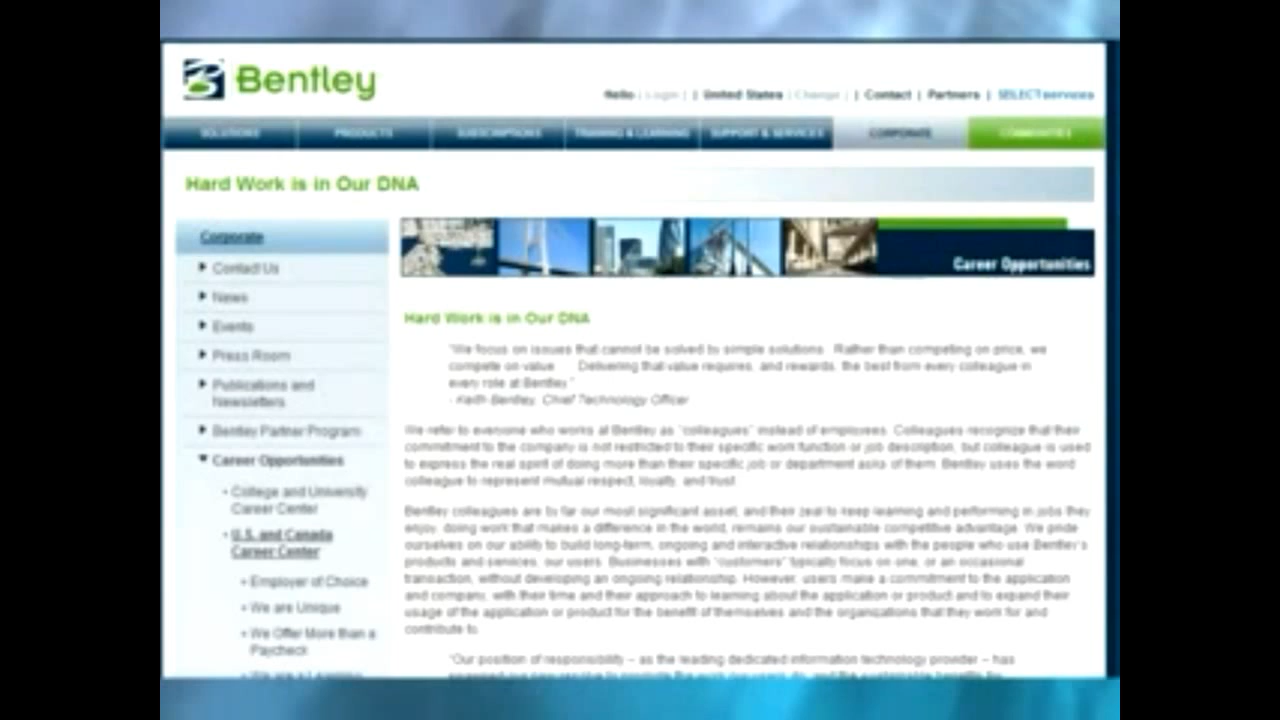 Bentley
Hello | Login | | United States | Change | | Contact | Partners | SELECTservices
SOLUTIONS PRODUCTS SUBSCRIPTIONS TRAINING & LEARNING SUPPORT & SERVICES CORPORATE COMMUNITIES
Hard Work is in Our DNA
Corporate
Contact Us
News
Events
Press Room
Publications and
Newsletters
Bentley Partner Program
Career Opportunities
College and University
Career Center
U.S. and Canada
Career Center
Employer of Choice
We are Unique
We Offer More than a
Paycheck
We are a Learning
Career Opportunities
Hard Work is in Our DNA
"We focus on issues that cannot be solved by simple solutions. Rather than competing on price, we
compete on value. Delivering that value requires, and rewards, the best from every colleague in
every role at Bentley."
- Keith Bentley, Chief Technology Officer
We refer to everyone who works at Bentley as "colleagues" instead of employees. Colleagues recognize that their
commitment to the company is not restricted to their specific work function or job description, but colleague is used
to express the real spirit of doing more than their specific job or department asks of them. Bentley uses the word
colleague to represent mutual respect, loyalty, and trust.
Bentley colleagues are by far our most significant asset, and their zeal to keep learning and performing in jobs they
enjoy, doing work that makes a difference in the world, remains our sustainable competitive advantage. We pride
ourselves on our ability to build long-term, ongoing and interactive relationships with the people who use Bentley's
products and services, our users. Businesses with "customers" typically focus on one, or an occasional
transaction, without developing an ongoing relationship. However, users make a commitment to the application
and company, with their time and their approach to learning about the application or product and to expand their
usage of the application or product for the benefit of themselves and the organizations that they work for and
contribute to.
"Our position of responsibility – as the leading dedicated information technology provider – has